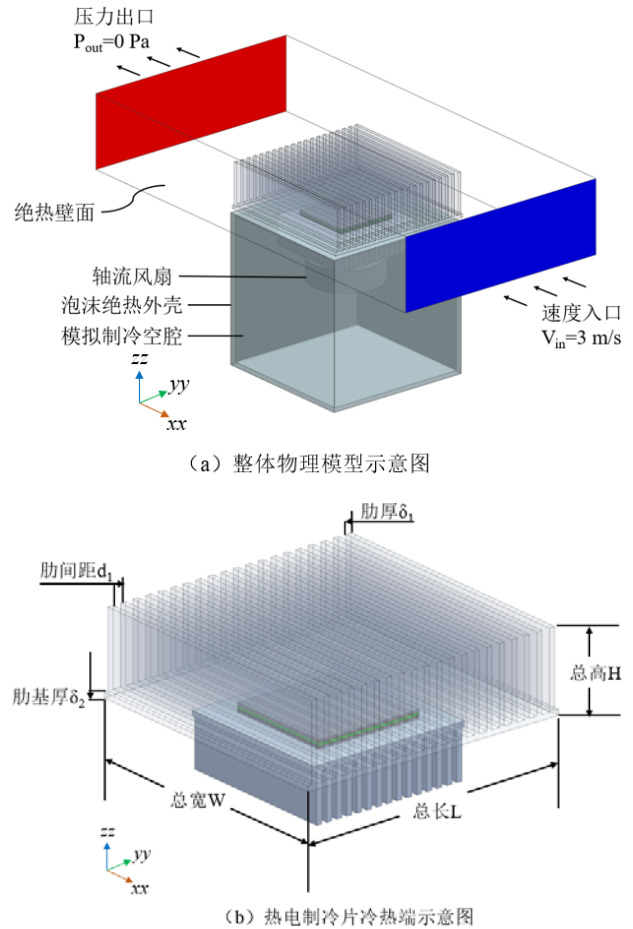 压力出口
P_out=0 Pa
绝热壁面
轴流风扇
泡沫绝热外壳
模拟制冷空腔
速度入口
V_in=3 m/s
zz
yy
xx
（a）整体物理模型示意图
肋厚δ₁
肋间距d₁
总高H
肋基厚δ₂
总宽W
总长L
zz
yy
xx
（b）热电制冷片冷热端示意图